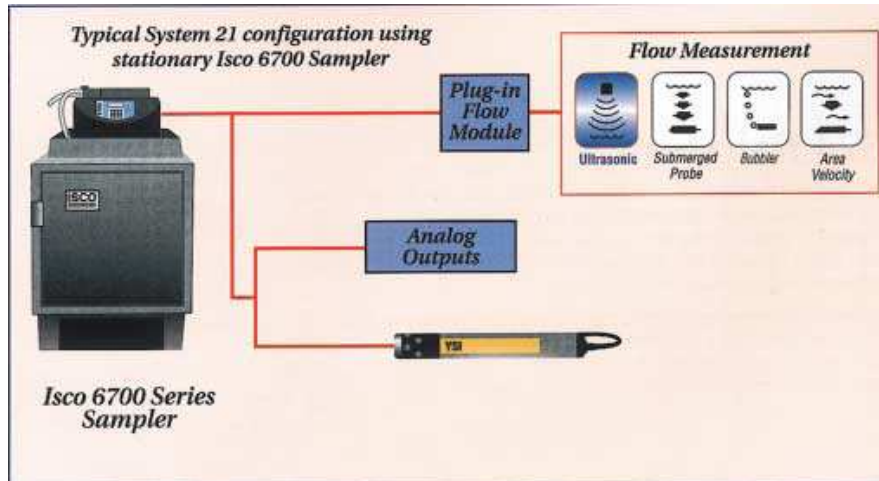 Typical System 21 configuration using
stationary Isco 6700 Sampler
Plug-in
Flow
Module
Flow Measurement
Ultrasonic
Submerged
Probe
Bubbler
Area
Velocity
ISCO
Analog
Outputs
YSI
Isco 6700 Series
Sampler